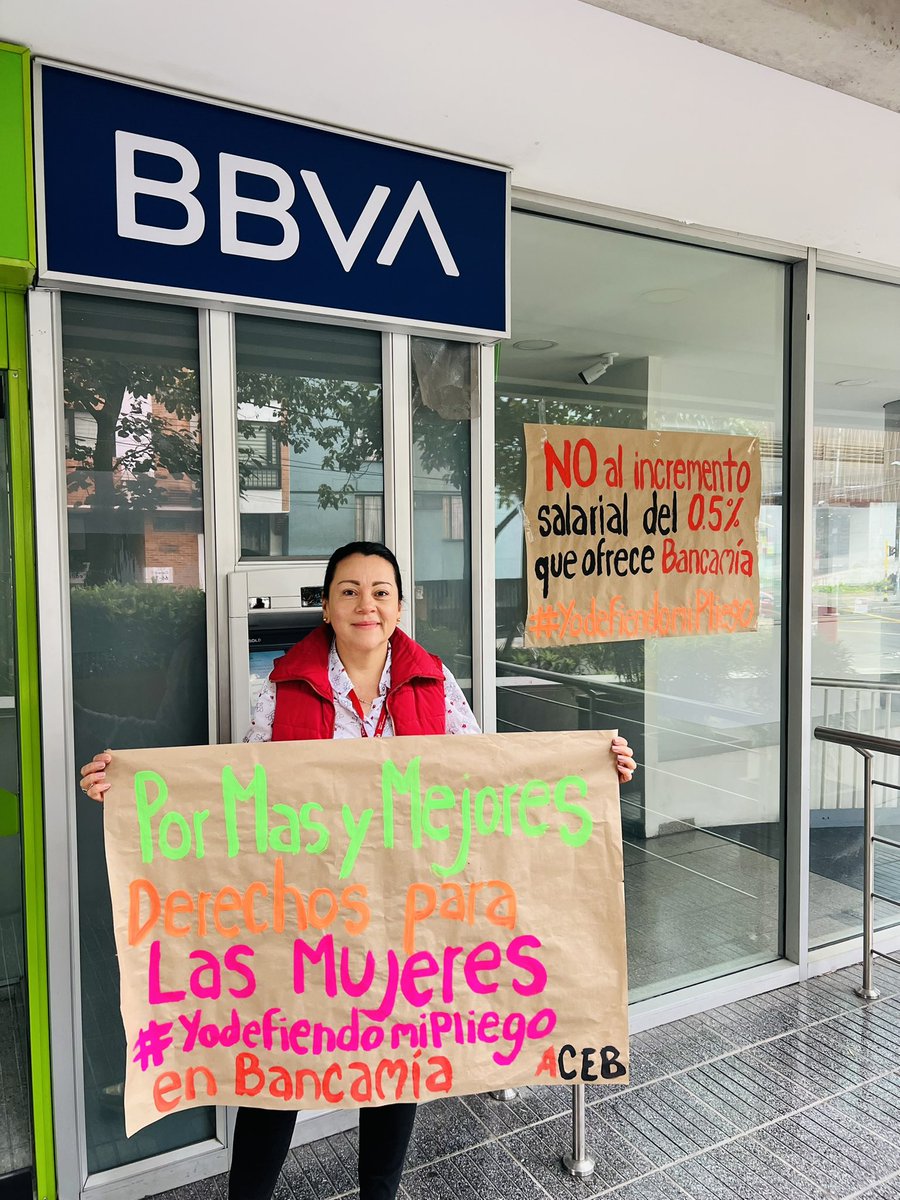 BBVA
NO al incremento
salarial del 0.5%
que ofrece Bancamía
#YodefiendomiPliego
Por Mas y Mejores
Derechos para
Las Mujeres
#YodefiendomiPliego
en Bancamía ACEB